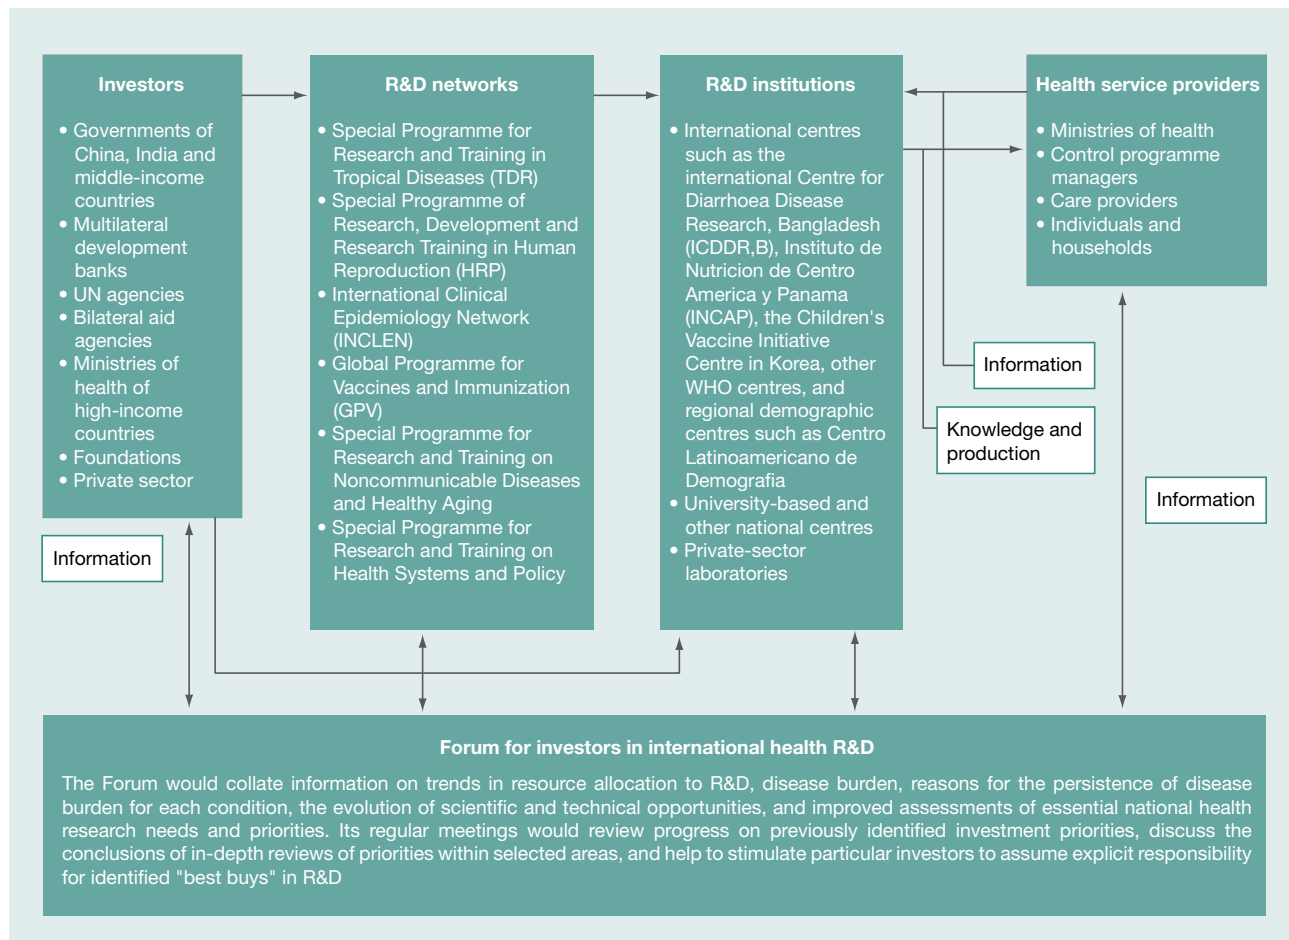 Investors
• Governments of
China, India and
middle-income
countries
• Multilateral
development
banks
• UN agencies
• Bilateral aid
agencies
• Ministries of
health of
high-income
countries
• Foundations
• Private sector
R&D networks
• Special Programme for
Research and Training in
Tropical Diseases (TDR)
• Special Programme of
Research, Development and
Research Training in Human
Reproduction (HRP)
• International Clinical
Epidemiology Network
(INCLEN)
• Global Programme for
Vaccines and Immunization
(GPV)
• Special Programme for
Research and Training on
Noncommunicable Diseases
and Healthy Aging
• Special Programme for
Research and Training on
Health Systems and Policy
R&D institutions
• International centres
such as the
international Centre for
Diarrhoea Disease
Research, Bangladesh
(ICDDR,B), Instituto de
Nutricion de Centro
America y Panama
(INCAP), the Children's
Vaccine Initiative
Centre in Korea, other
WHO centres, and
regional demographic
centres such as Centro
Latinoamericano de
Demografia
• University-based and
other national centres
• Private-sector
laboratories
Health service providers
• Ministries of health
• Control programme
managers
• Care providers
• Individuals and
households
Information
Knowledge and
production
Information
Information
Forum for investors in international health R&D
The Forum would collate information on trends in resource allocation to R&D, disease burden, reasons for the persistence of disease
burden for each condition, the evolution of scientific and technical opportunities, and improved assessments of essential national health
research needs and priorities. Its regular meetings would review progress on previously identified investment priorities, discuss the
conclusions of in-depth reviews of priorities within selected areas, and help to stimulate particular investors to assume explicit responsibility
for identified "best buys" in R&D